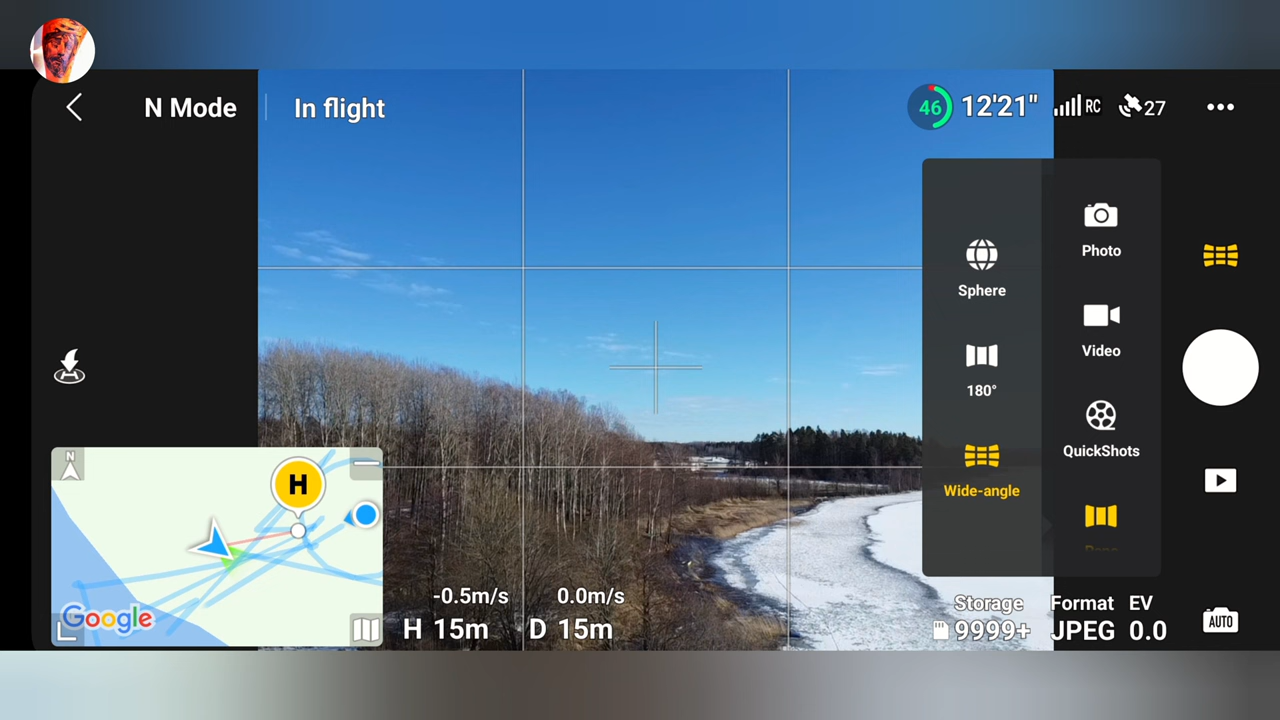 N Mode
In flight
46
12'21"
RC
27
Sphere
180°
Wide-angle
Photo
Video
QuickShots
N
H
Google
-0.5m/s
0.0m/s
H 15m
D 15m
Storage
9999+
Format
JPEG
EV
0.0
AUTO